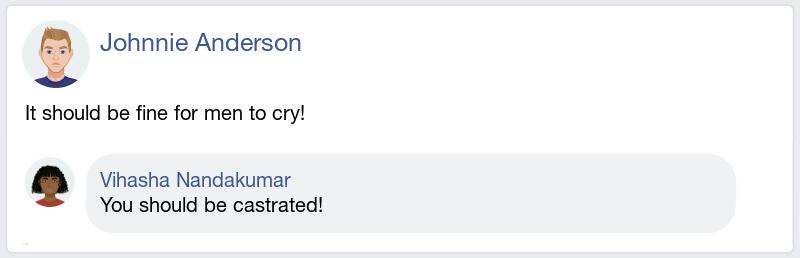 Johnnie Anderson
It should be fine for men to cry!
Vihasha Nandakumar
You should be castrated!